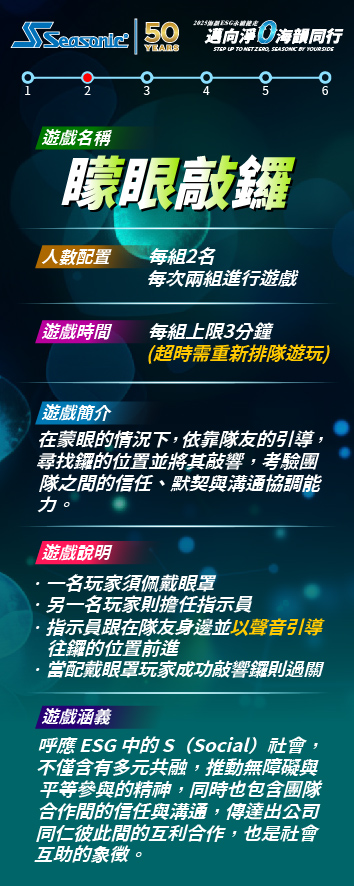 Seasonic
50
YEARS
2025海韻ESG永續健走
邁向淨0 海韻同行
STEP UP TO NET ZERO, SEASONIC BY YOUR SIDE
1 2 3 4 5 6
遊戲名稱
矇眼敲鑼
人數配置
每組2名
每次兩組進行遊戲
遊戲時間
每組上限3分鐘
(超時需重新排隊遊玩)
遊戲簡介
在蒙眼的情況下，依靠隊友的引導，
尋找鑼的位置並將其敲響，考驗團
隊之間的信任、默契與溝通協調能
力。
遊戲說明
· 一名玩家須佩戴眼罩
· 另一名玩家則擔任指示員
· 指示員跟在隊友身邊並以聲音引導
往鑼的位置前進
· 當配戴眼罩玩家成功敲響鑼則過關
遊戲涵義
呼應 ESG 中的 S（Social）社會，
不僅含有多元共融，推動無障礙與
平等參與的精神，同時也包含團隊
合作間的信任與溝通，傳達出公司
同仁彼此間的互利合作，也是社會
互助的象徵。